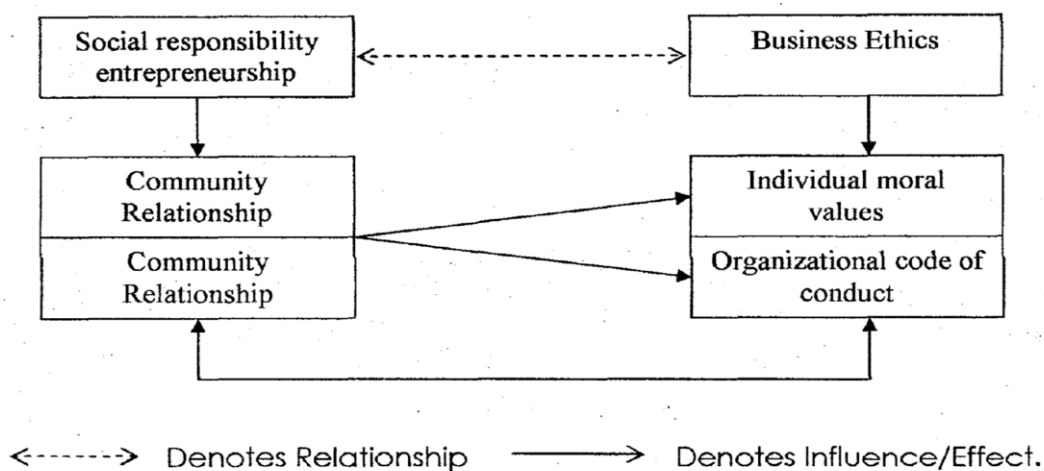 Social responsibility
entrepreneurship
Business Ethics
Community
Relationship
Individual moral
values
Community
Relationship
Organizational code of
conduct
Denotes Relationship
Denotes Influence/Effect.